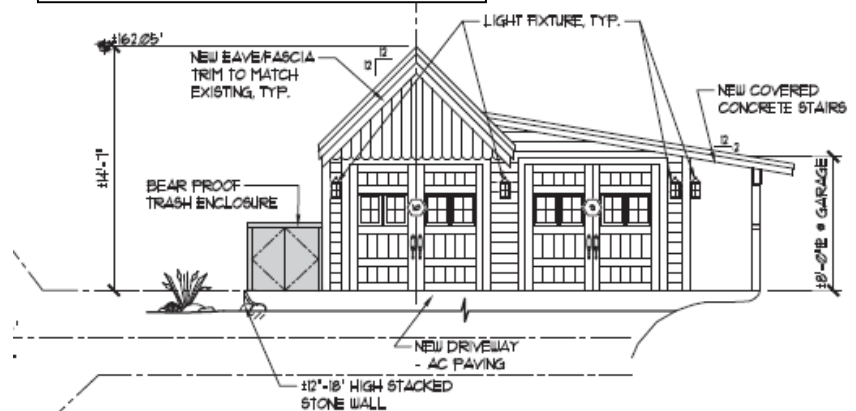 ±162.05'
LIGHT FIXTURE, TYP.
NEW EAVE/FASCIA
TRIM TO MATCH
EXISTING, TYP.
12
12
NEW COVERED
CONCRETE STAIRS
12
2
±14'-1"
BEAR PROOF
TRASH ENCLOSURE
@ GARAGE
NEW DRIVEWAY
- AC PAVING
±12"-18' HIGH STACKED
STONE WALL